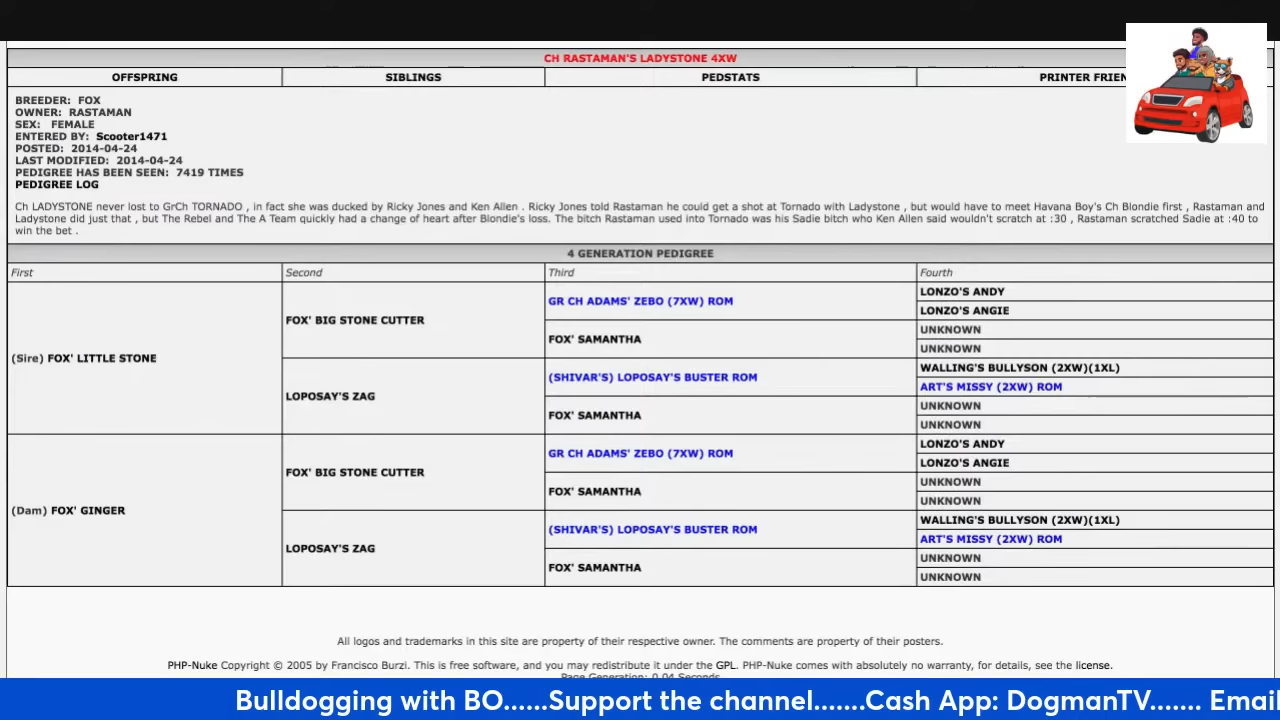 CH RASTAMAN'S LADYSTONE 4XW
OFFSPRING SIBLINGS PEDSTATS PRINTER FRIEN
BREEDER: FOX
OWNER: RASTAMAN
SEX: FEMALE
ENTERED BY: Scooter1471
POSTED: 2014-04-24
LAST MODIFIED: 2014-04-24
PEDIGREE HAS BEEN SEEN: 7419 TIMES
PEDIGREE LOG
Ch LADYSTONE never lost to GrCh TORNADO , in fact she was ducked by Ricky Jones and Ken Allen . Ricky Jones told Rastaman he could get a shot at Tornado with Ladystone , but would have to meet Havana Boy's Ch Blondie first , Rastaman and
Ladystone did just that , but The Rebel and The A Team quickly had a change of heart after Blondie's loss. The bitch Rastaman used into Tornado was his Sadie bitch who Ken Allen said wouldn't scratch at :30 , Rastaman scratched Sadie at :40 to
win the bet .
4 GENERATION PEDIGREE
First Second Third Fourth
(Sire) FOX' LITTLE STONE
FOX' BIG STONE CUTTER
GR CH ADAMS' ZEBO (7XW) ROM
LONZO'S ANDY
LONZO'S ANGIE
FOX' SAMANTHA
UNKNOWN
UNKNOWN
LOPOSAY'S ZAG
(SHIVAR'S) LOPOSAY'S BUSTER ROM
WALLING'S BULLYSON (2XW)(1XL)
ART'S MISSY (2XW) ROM
FOX' SAMANTHA
UNKNOWN
UNKNOWN
(Dam) FOX' GINGER
FOX' BIG STONE CUTTER
GR CH ADAMS' ZEBO (7XW) ROM
LONZO'S ANDY
LONZO'S ANGIE
FOX' SAMANTHA
UNKNOWN
UNKNOWN
LOPOSAY'S ZAG
(SHIVAR'S) LOPOSAY'S BUSTER ROM
WALLING'S BULLYSON (2XW)(1XL)
ART'S MISSY (2XW) ROM
FOX' SAMANTHA
UNKNOWN
UNKNOWN
All logos and trademarks in this site are property of their respective owner. The comments are property of their posters.
PHP-Nuke Copyright © 2005 by Francisco Burzi. This is free software, and you may redistribute it under the GPL. PHP-Nuke comes with absolutely no warranty, for details, see the license.
Page Generation: 0.04 Seconds
Bulldogging with BO......Support the channel.......Cash App: DogmanTV....... Emai